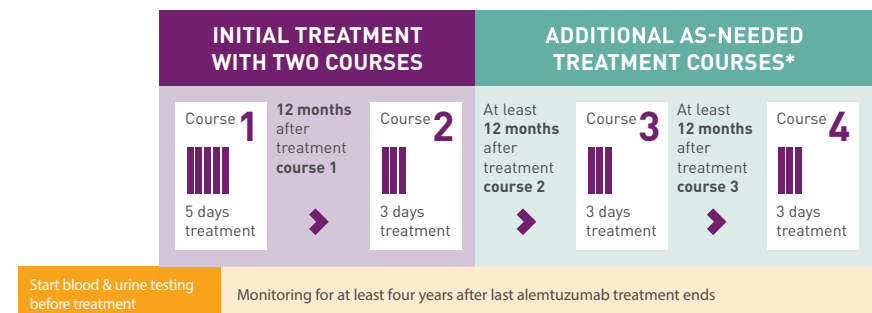 INITIAL TREATMENT
WITH TWO COURSES
ADDITIONAL AS-NEEDED
TREATMENT COURSES*
Course 1
5 days
treatment
12 months
after
treatment
course 1
Course 2
3 days
treatment
At least
12 months
after
treatment
course 2
Course 3
3 days
treatment
At least
12 months
after
treatment
course 3
Course 4
3 days
treatment
Start blood & urine testing
before treatment
Monitoring for at least four years after last alemtuzumab treatment ends